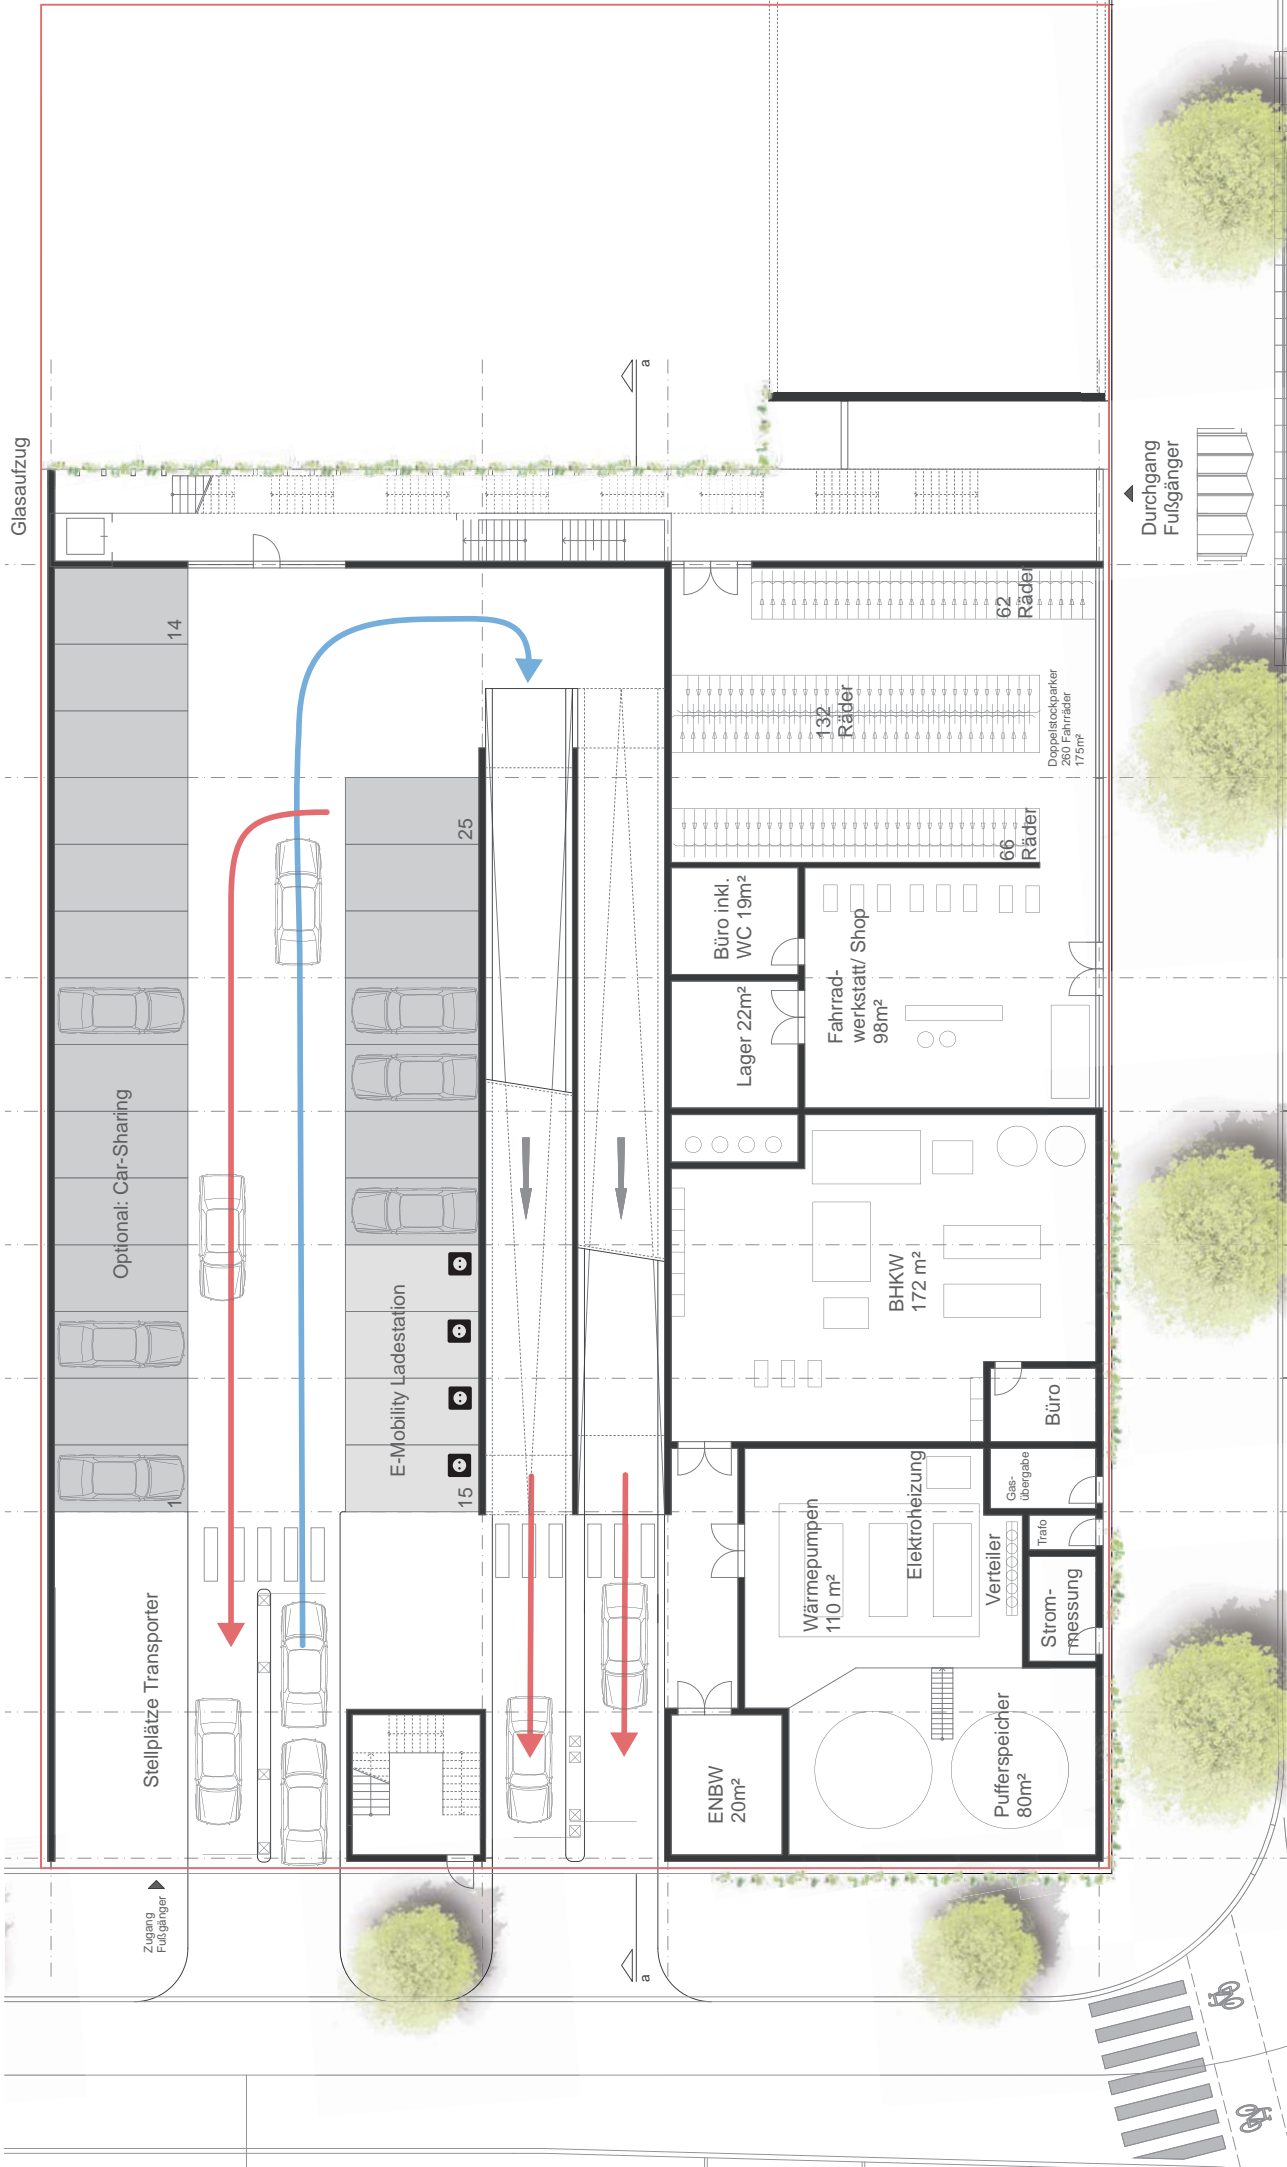 Glasaufzug
Durchgang
Fußgänger
a
14
62
Räder
132
Räder
Doppelstockparker
260 Fahrräder
175m²
25
66
Räder
Büro inkl.
WC 19m²
Fahrrad-
werkstatt/ Shop
98m²
Lager 22m²
Optional: Car-Sharing
E-Mobility Ladestation
BHKW
172 m²
Büro
1
15
Gas-
übergabe
Trafo
Elektroheizung
Wärmepumpen
110 m²
Verteiler
Strom-
messung
Stellplätze Transporter
ENBW
20m²
Pufferspeicher
80m²
Zugang
Fußgänger
a